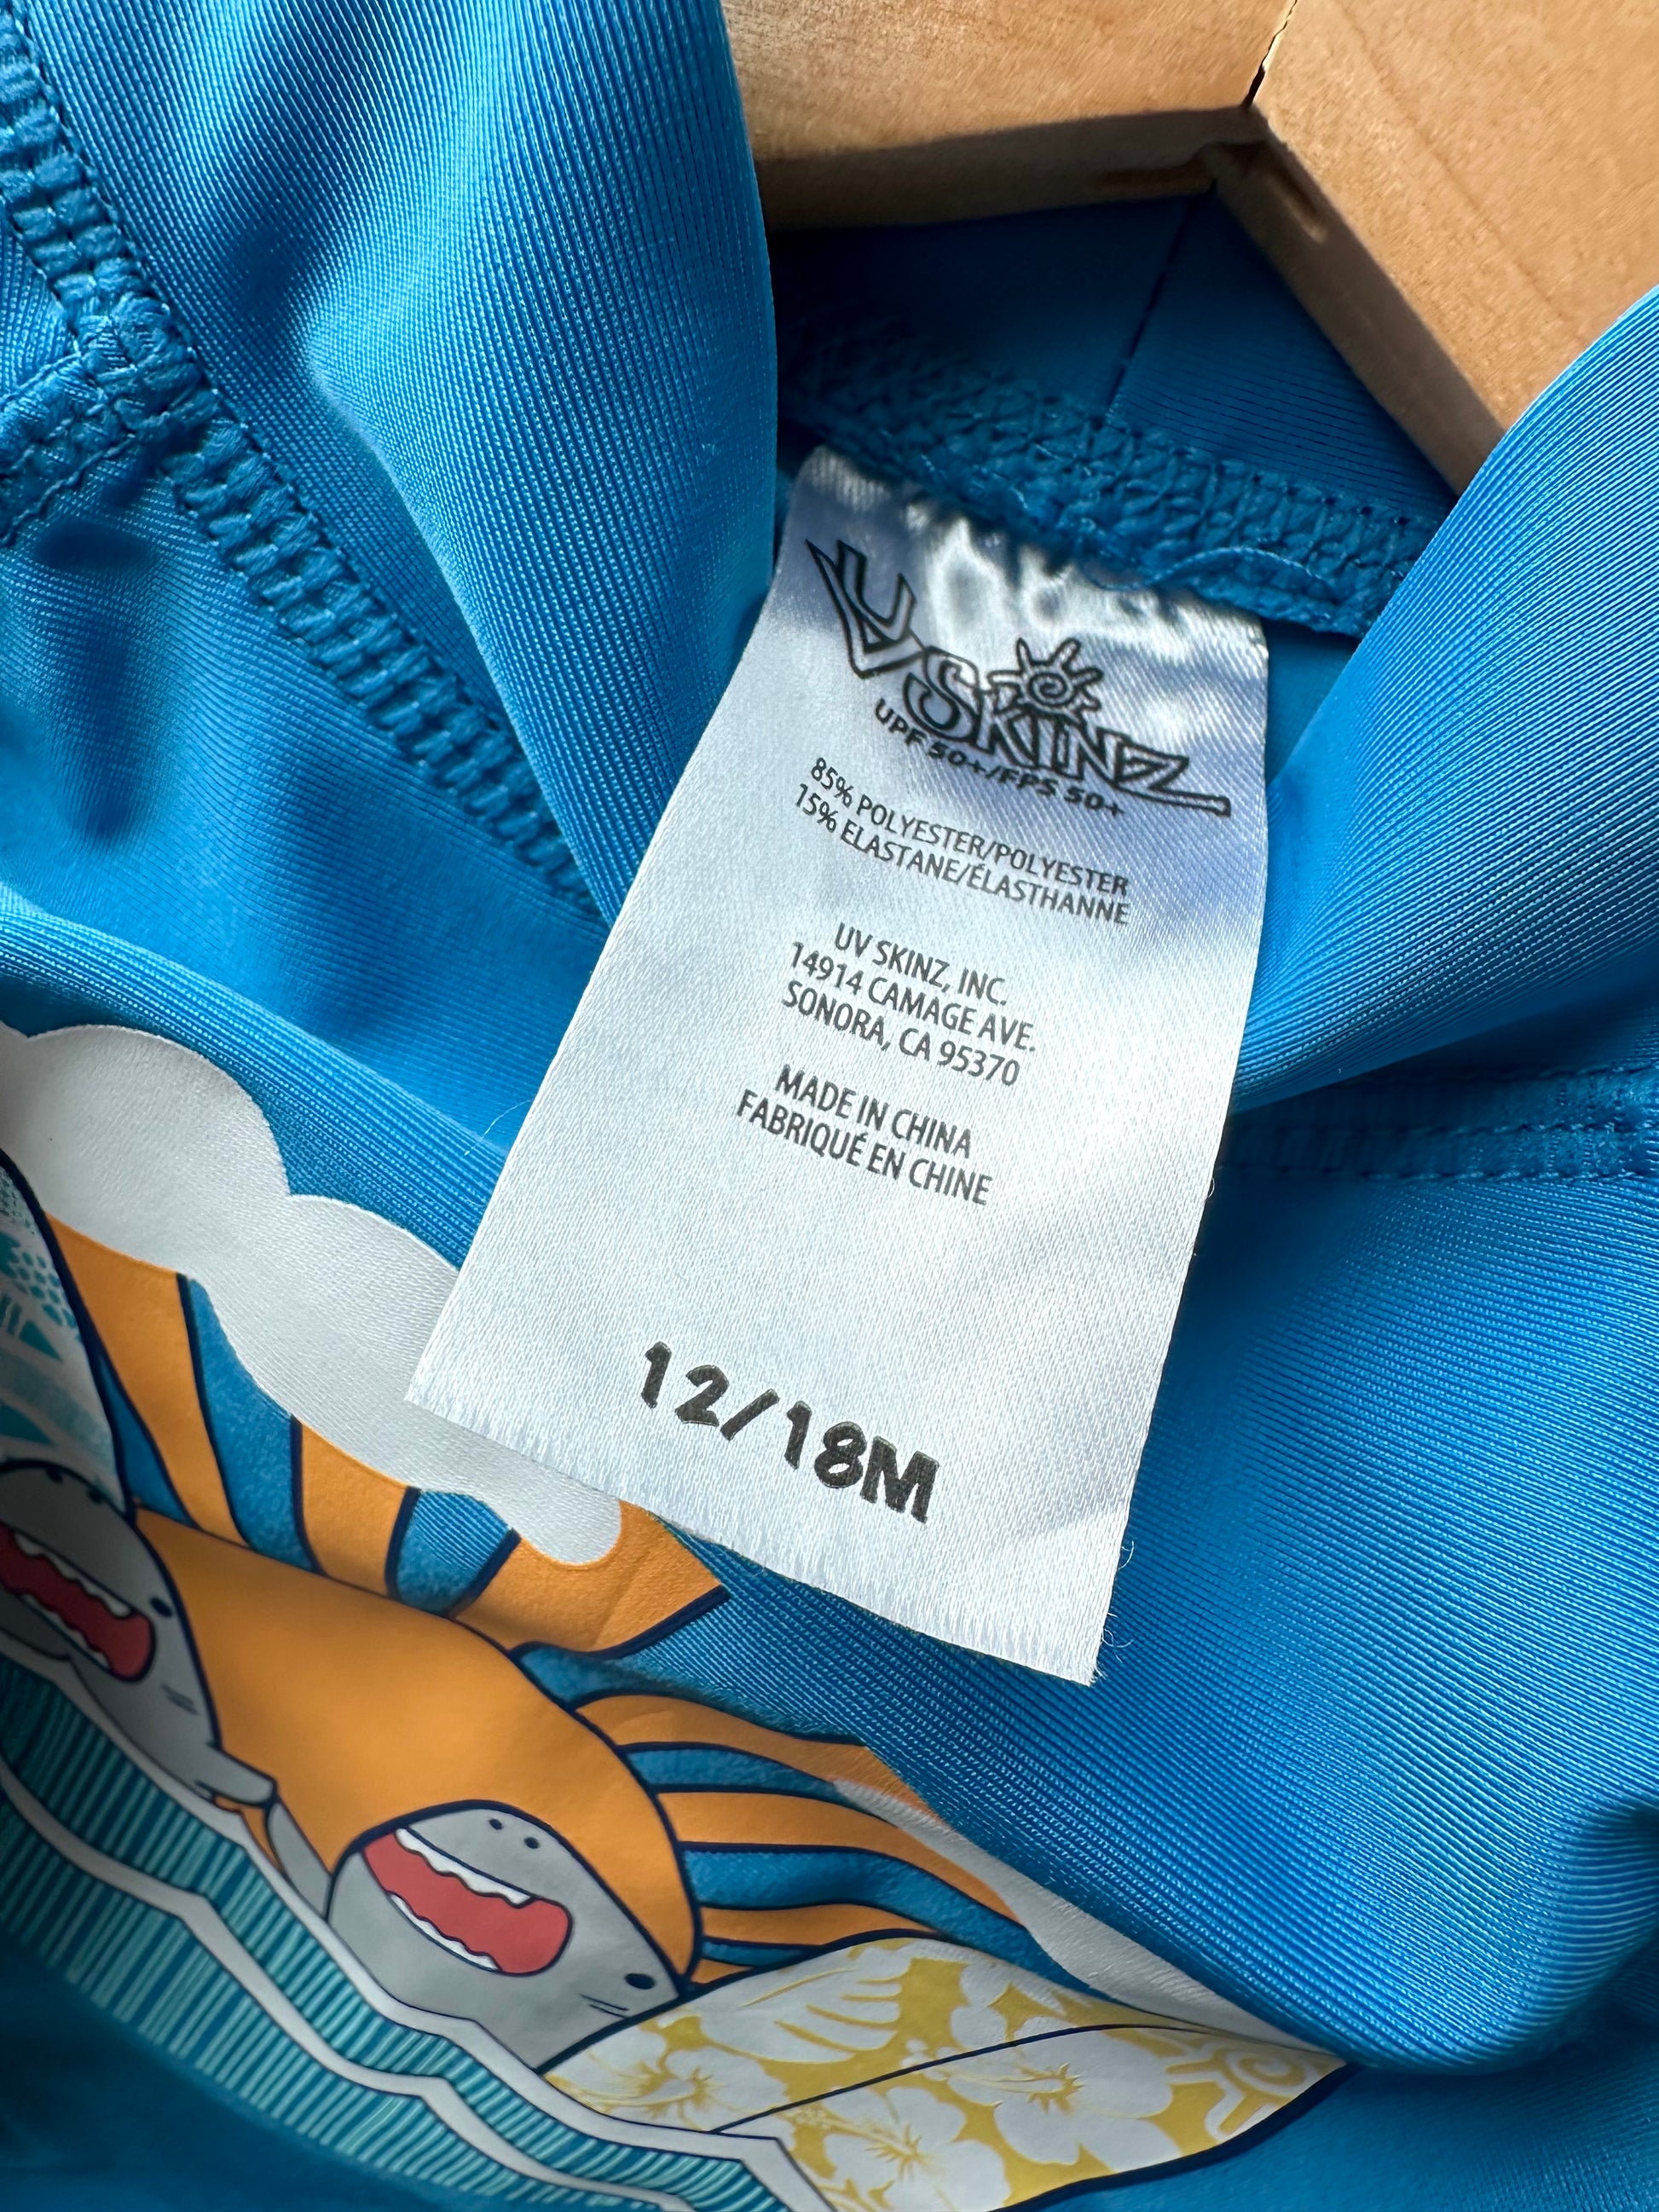 UV SKINZ
UPF 50+/FPS 50+
85% POLYESTER/POLYESTER
15% ELASTANE/ÉLASTHANNE
UV SKINZ, INC.
14914 CAMAGE AVE.
SONORA, CA 95370
MADE IN CHINA
FABRIQUÉ EN CHINE
12/18M